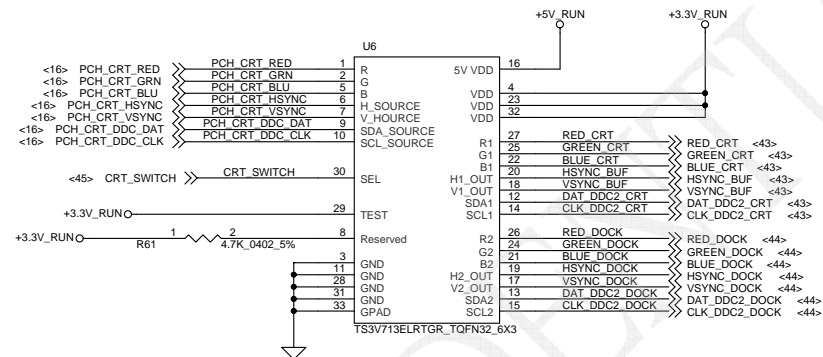 +5V_RUN +3.3V_RUN
U6
<16> PCH_CRT_RED PCH_CRT_RED 1 R 5V VDD 16
<16> PCH_CRT_GRN PCH_CRT_GRN 2 G
<16> PCH_CRT_BLU PCH_CRT_BLU 5 B VDD 4
<16> PCH_CRT_HSYNC PCH_CRT_HSYNC 6 H_SOURCE VDD 23
<16> PCH_CRT_VSYNC PCH_CRT_VSYNC 7 V_HOURCE VDD 32
<16> PCH_CRT_DDC_DAT PCH_CRT_DDC_DAT 9 SDA_SOURCE
<16> PCH_CRT_DDC_CLK PCH_CRT_DDC_CLK 10 SCL_SOURCE
R1 27 RED_CRT RED_CRT <43>
G1 25 GREEN_CRT GREEN_CRT <43>
B1 22 BLUE_CRT BLUE_CRT <43>
<45> CRT_SWITCH CRT_SWITCH 30 SEL H1_OUT 20 HSYNC_BUF HSYNC_BUF <43>
V1_OUT 18 VSYNC_BUF VSYNC_BUF <43>
SDA1 12 DAT_DDC2_CRT DAT_DDC2_CRT <43>
+3.3V_RUN 29 TEST SCL1 14 CLK_DDC2_CRT CLK_DDC2_CRT <43>
+3.3V_RUN 1 2 8 Reserved R2 26 RED_DOCK RED_DOCK <44>
R61 4.7K_0402_5% G2 24 GREEN_DOCK GREEN_DOCK <44>
3 GND B2 21 BLUE_DOCK BLUE_DOCK <44>
11 GND H2_OUT 19 HSYNC_DOCK HSYNC_DOCK <44>
28 GND V2_OUT 17 VSYNC_DOCK VSYNC_DOCK <44>
31 GND SDA2 13 DAT_DDC2_DOCK DAT_DDC2_DOCK <44>
33 GPAD SCL2 15 CLK_DDC2_DOCK CLK_DDC2_DOCK <44>
TS3V713ELRTGR_TQFN32_6X3